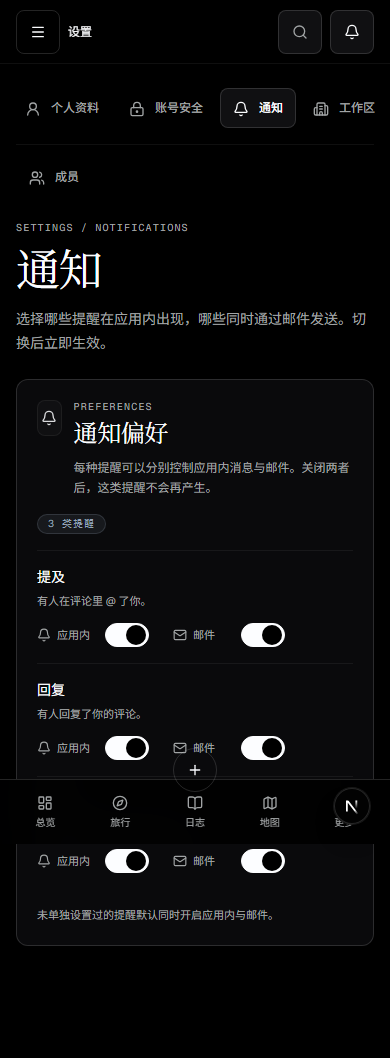 设置
个人资料 账号安全 通知 工作区
成员
SETTINGS / NOTIFICATIONS
通知
选择哪些提醒在应用内出现，哪些同时通过邮件发送。切
换后立即生效。
PREFERENCES
通知偏好
每种提醒可以分别控制应用内消息与邮件。关闭两者
后，这类提醒不会再产生。
3 类提醒
提及
有人在评论里 @ 了你。
应用内 邮件
回复
有人回复了你的评论。
应用内 邮件
总览 旅行 日志 地图
应用内 邮件
未单独设置过的提醒默认同时开启应用内与邮件。